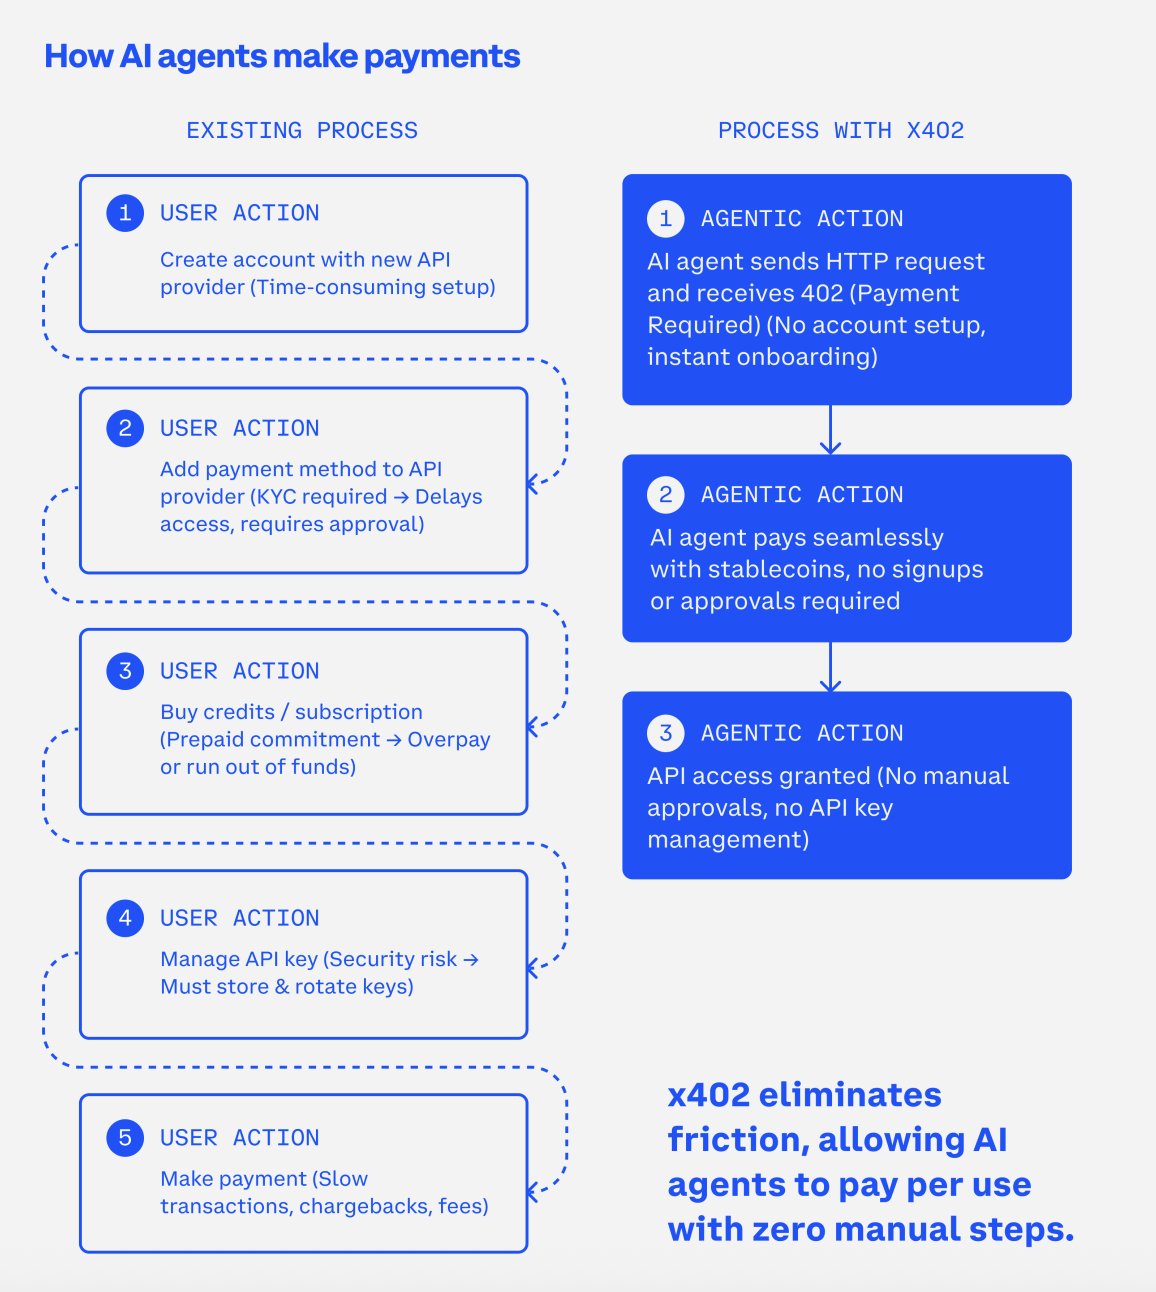 How AI agents make payments
EXISTING PROCESS
1 USER ACTION
Create account with new API
provider (Time-consuming setup)
2 USER ACTION
Add payment method to API
provider (KYC required → Delays
access, requires approval)
3 USER ACTION
Buy credits / subscription
(Prepaid commitment → Overpay
or run out of funds)
4 USER ACTION
Manage API key (Security risk →
Must store & rotate keys)
5 USER ACTION
Make payment (Slow
transactions, chargebacks, fees)
PROCESS WITH X402
1 AGENTIC ACTION
AI agent sends HTTP request
and receives 402 (Payment
Required) (No account setup,
instant onboarding)
2 AGENTIC ACTION
AI agent pays seamlessly
with stablecoins, no signups
or approvals required
3 AGENTIC ACTION
API access granted (No manual
approvals, no API key
management)
x402 eliminates
friction, allowing AI
agents to pay per use
with zero manual steps.